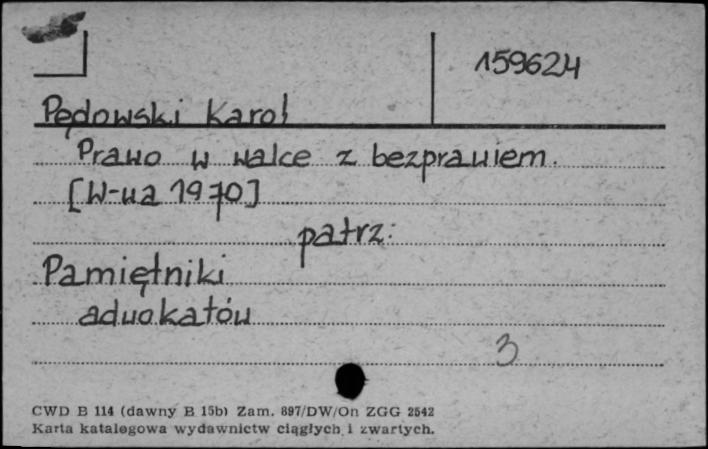 159624
Pędowski Karol
Prawo w walce z bezprawiem.
[W-wa 1970]
patrz:
Pamiętniki
adwokatów
3
CWD B 114 (dawny B 15b) Zam. 897/DW/On ZGG 2542
Karta katalogowa wydawnictw ciągłych i zwartych.